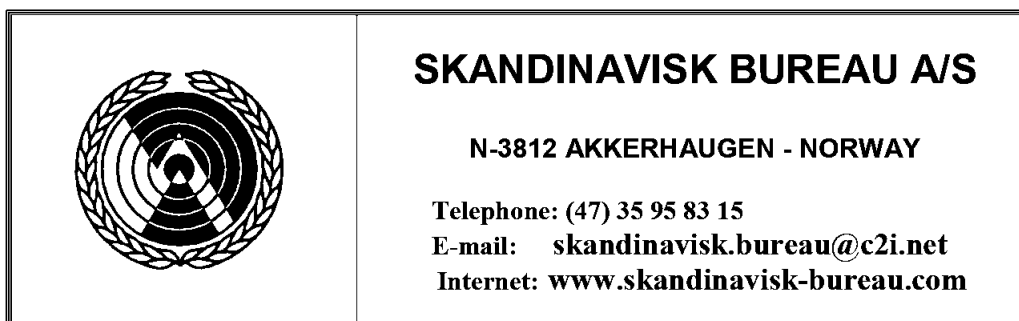 SKANDINAVISK BUREAU A/S
N-3812 AKKERHAUGEN - NORWAY
Telephone: (47) 35 95 83 15
E-mail: skandinavisk.bureau@c2i.net
Internet: www.skandinavisk-bureau.com